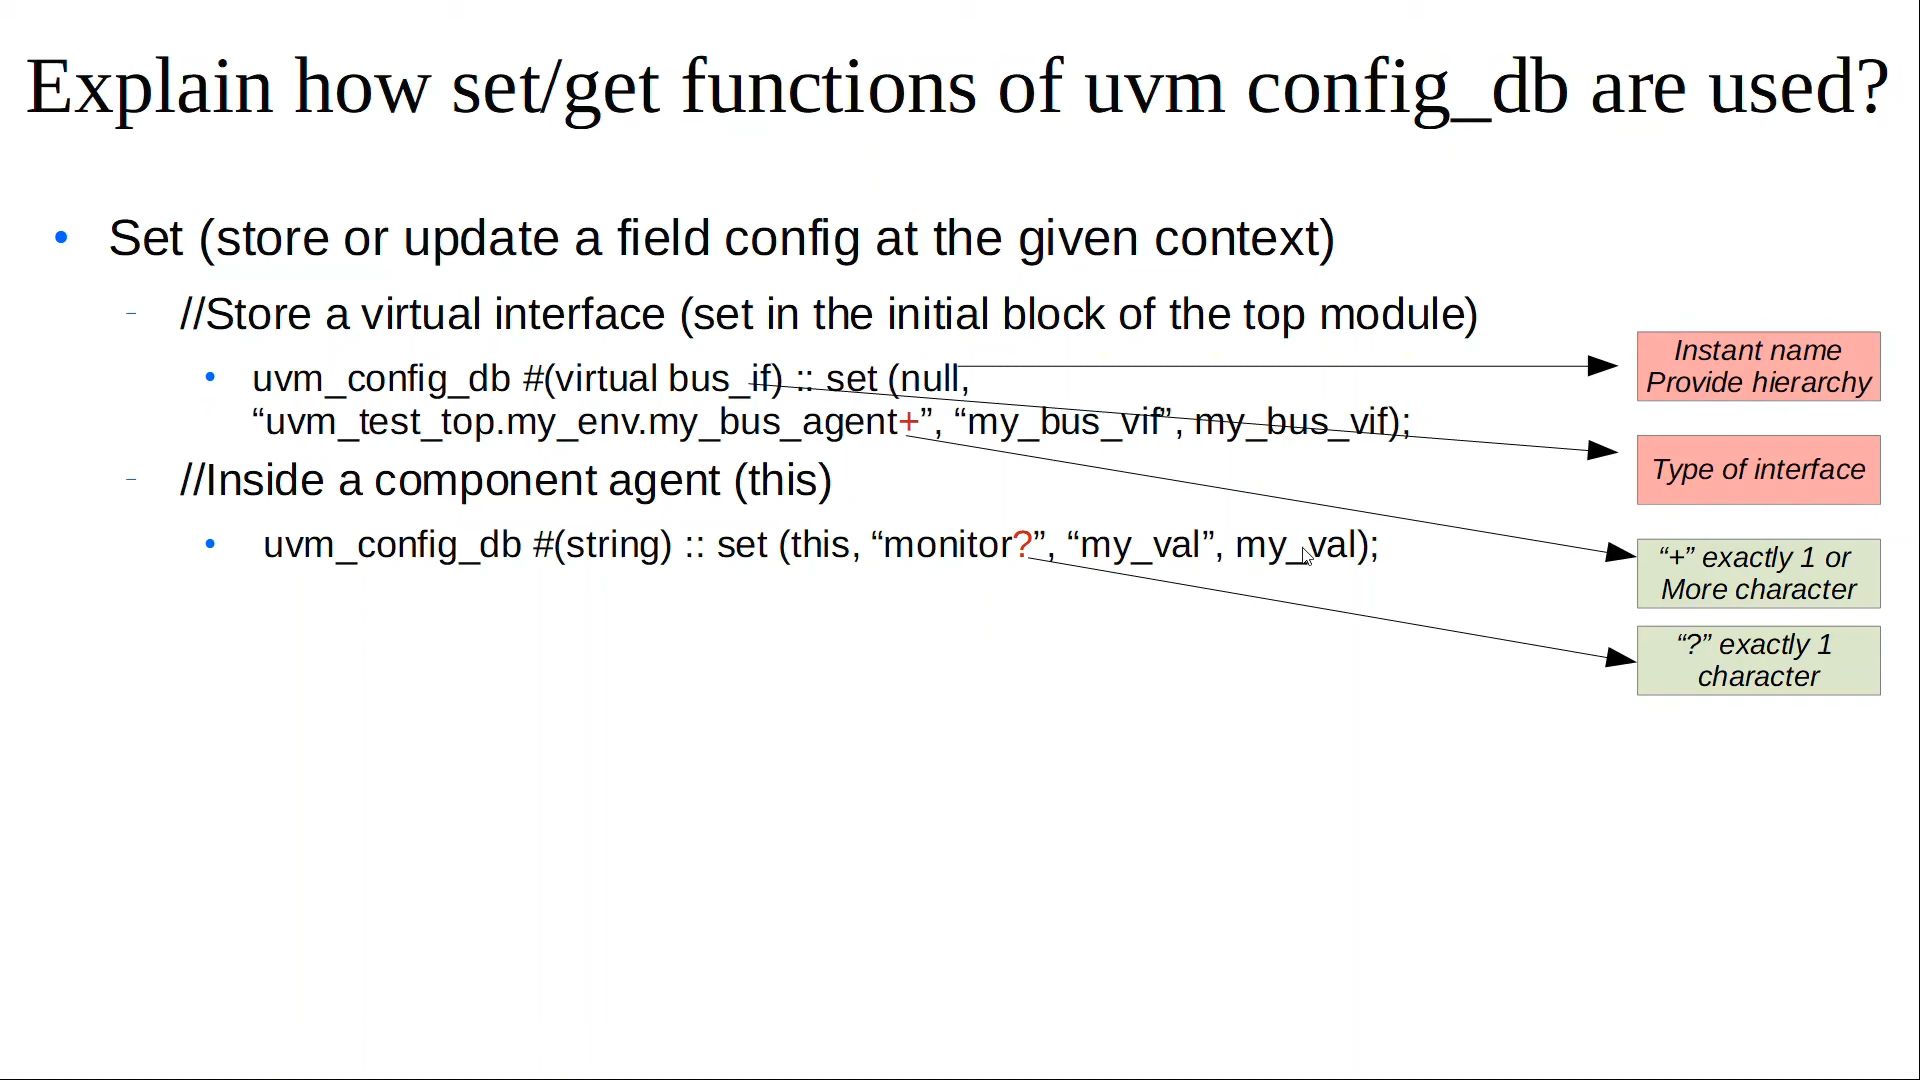 Explain how set/get functions of uvm config_db are used?
Set (store or update a field config at the given context)
//Store a virtual interface (set in the initial block of the top module)
uvm_config_db #(virtual bus_if) :: set (null,
“uvm_test_top.my_env.my_bus_agent+”, “my_bus_vif”, my_bus_vif);
//Inside a component agent (this)
uvm_config_db #(string) :: set (this, “monitor?”, “my_val”, my_val);
Instant name
Provide hierarchy
Type of interface
“+” exactly 1 or
More character
“?” exactly 1
character